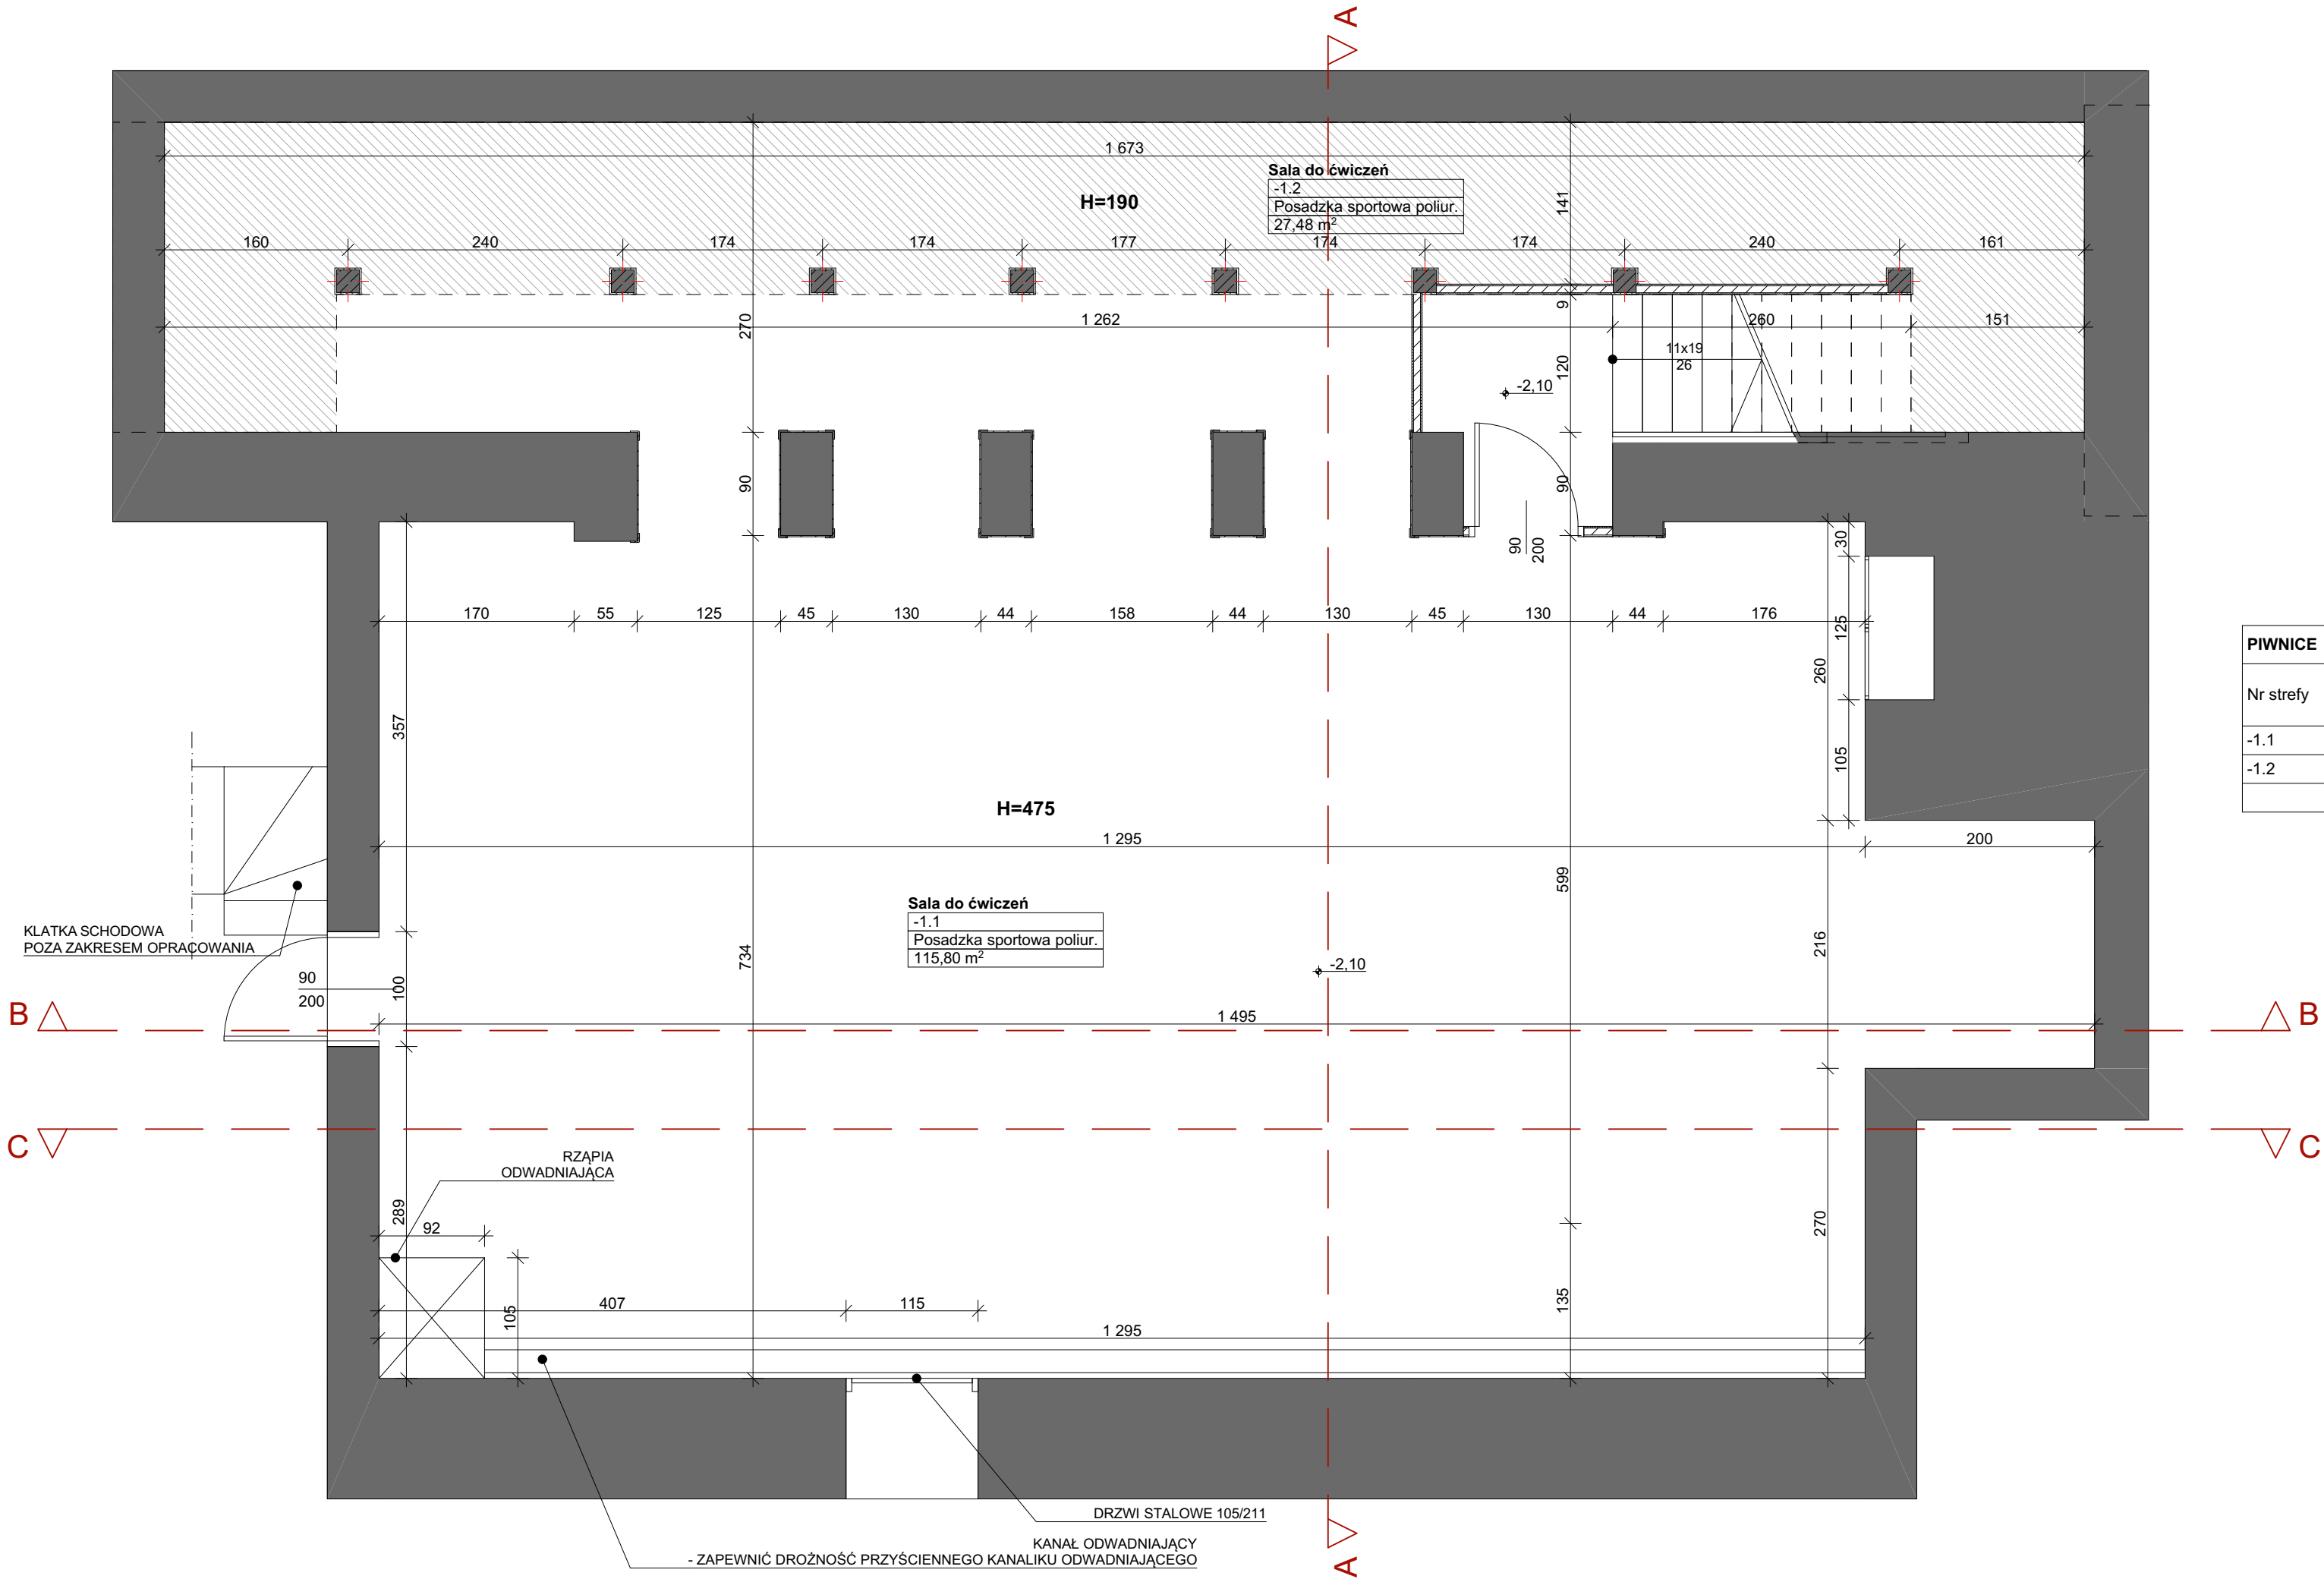 A
1 673
Sala do ćwiczeń
-1.2
Posadzka sportowa poliur.
27,48 m²
H=190
141
160
240
174
174
177
174
174
240
161
9
270
1 262
260
151
11x19
26
120
-2,10
90
90
90
200
30
170
55
125
45
130
44
158
44
130
45
130
44
176
125
260
357
105
PIWNICE
Nr strefy
-1.1
-1.2
H=475
1 295
200
599
Sala do ćwiczeń
-1.1
Posadzka sportowa poliur.
115,80 m²
KLATKA SCHODOWA
POZA ZAKRESEM OPRACOWANIA
734
216
-2,10
90
200
100
B
1 495
B
C
C
RZĄPIA
ODWADNIAJĄCA
289
92
270
105
407
115
135
1 295
DRZWI STALOWE 105/211
KANAŁ ODWADNIAJĄCY
- ZAPEWNIĆ DROŻNOŚĆ PRZYŚCIENNEGO KANALIKU ODWADNIAJĄCEGO
A